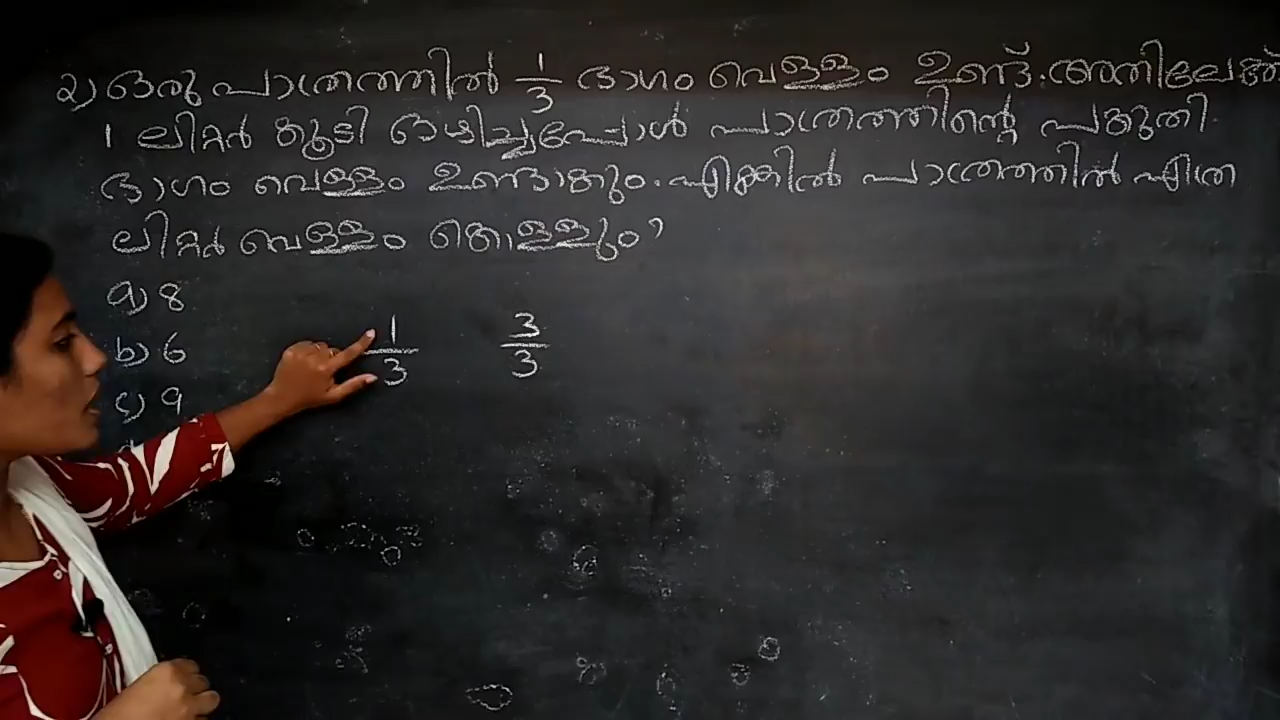 2) ഒരു പാത്രത്തിൽ 1/3 ഭാഗം വെള്ളം ഉണ്ട്. അതിലേക്ക്
1 ലിറ്റർ കൂടി ഒഴിച്ചപ്പോൾ പാത്രത്തിന്റെ പകുതി
ഭാഗം വെള്ളം ഉണ്ടാകും. എങ്കിൽ പാത്രത്തിൽ എത്ര
ലിറ്റർ വെള്ളം കൊള്ളും?
a) 8
b) 6
1/3 3/3
c) 9